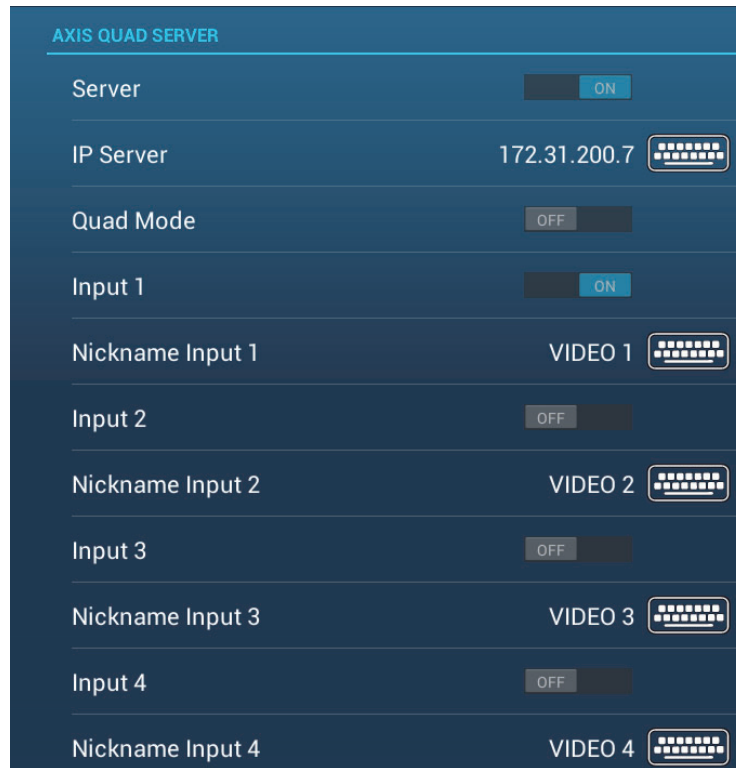 AXIS QUAD SERVER
Server ON
IP Server 172.31.200.7
Quad Mode OFF
Input 1 ON
Nickname Input 1 VIDEO 1
Input 2 OFF
Nickname Input 2 VIDEO 2
Input 3 OFF
Nickname Input 3 VIDEO 3
Input 4 OFF
Nickname Input 4 VIDEO 4